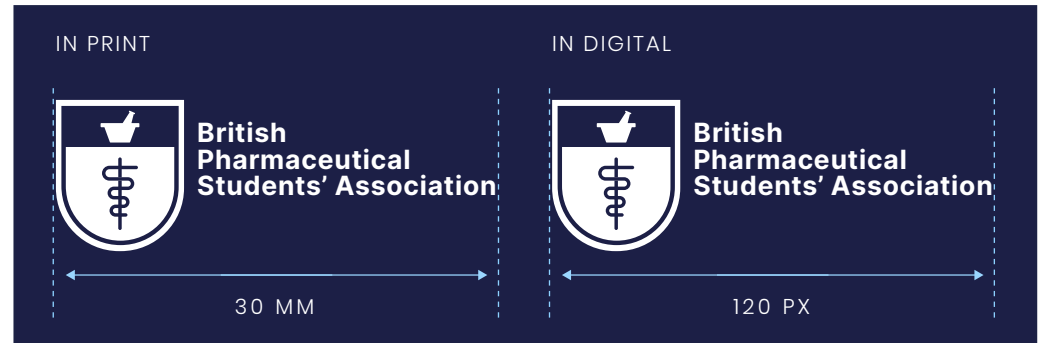 IN PRINT
British
Pharmaceutical
Students’ Association
30 MM
IN DIGITAL
British
Pharmaceutical
Students’ Association
120 PX